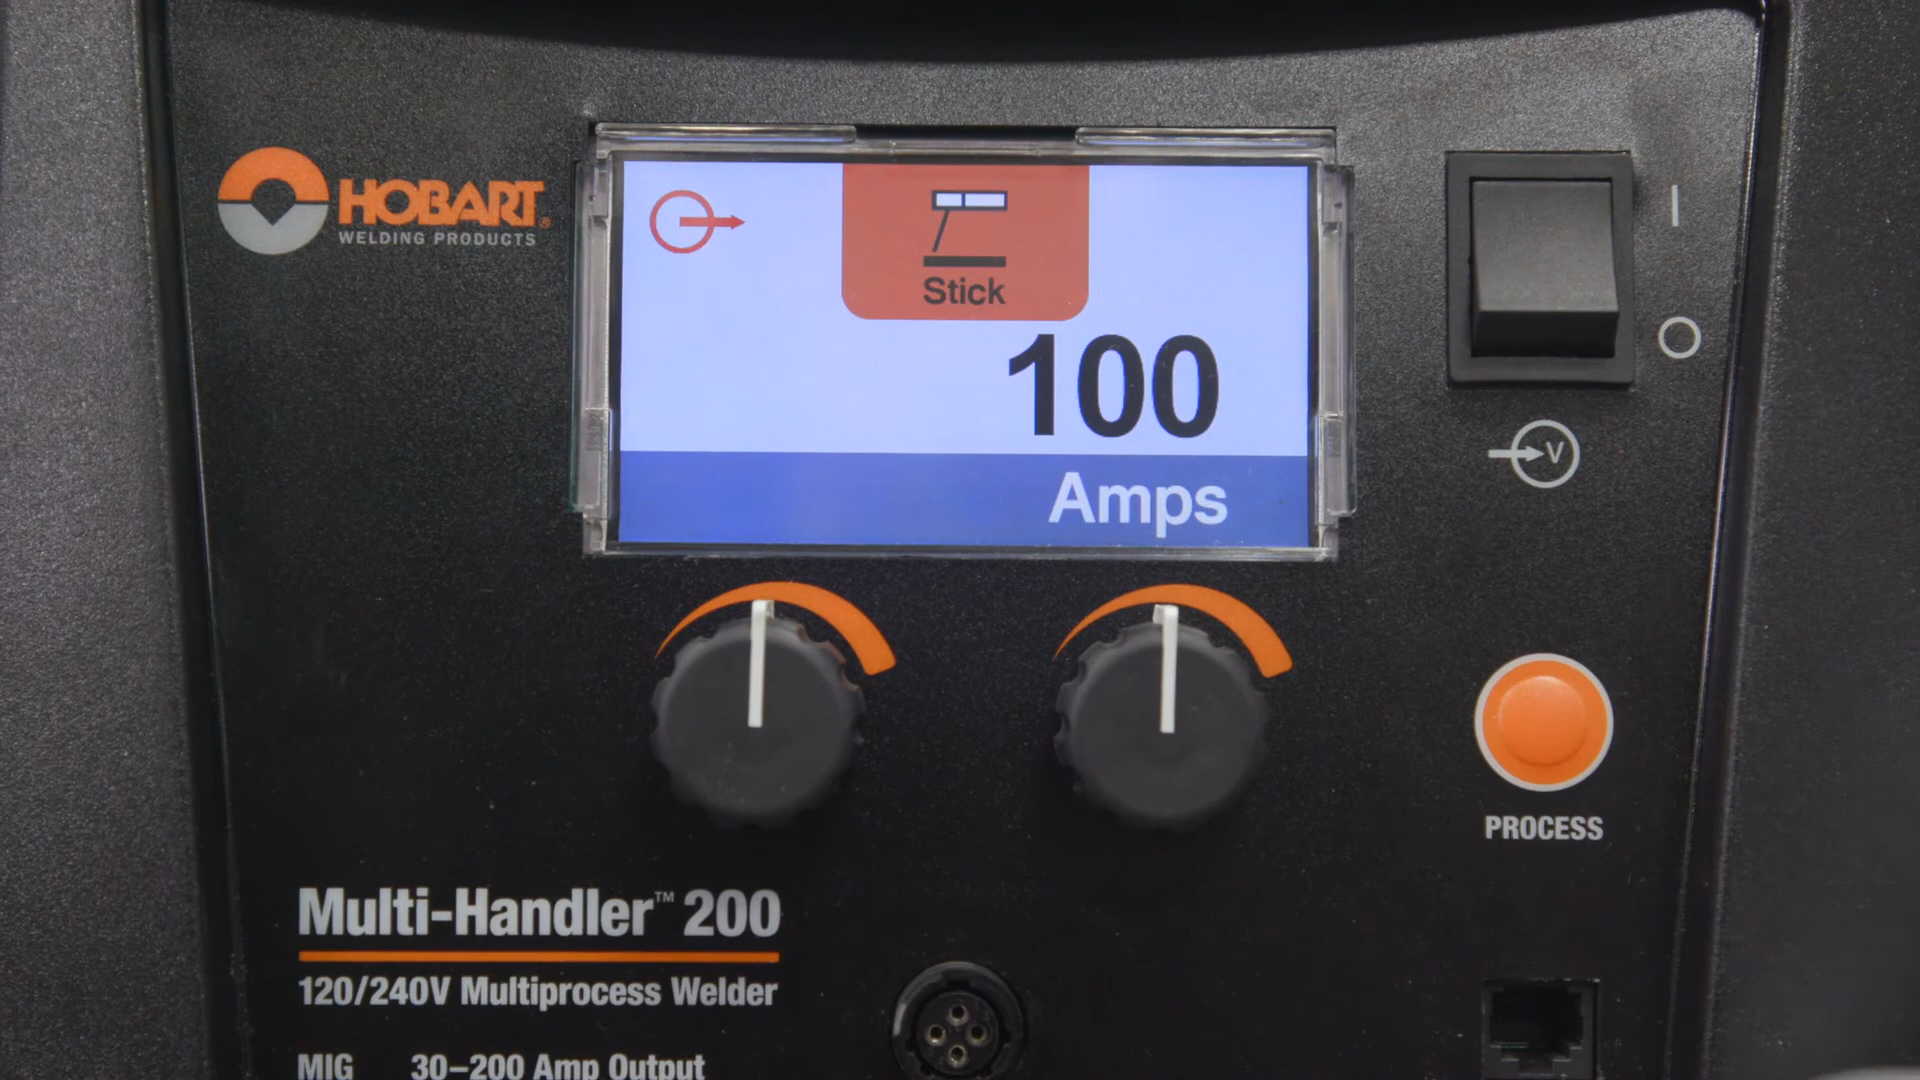 HOBART®
WELDING PRODUCTS
Stick
100
Amps
V
PROCESS
Multi-Handler™ 200
120/240V Multiprocess Welder
MIG 30–200 Amp Output